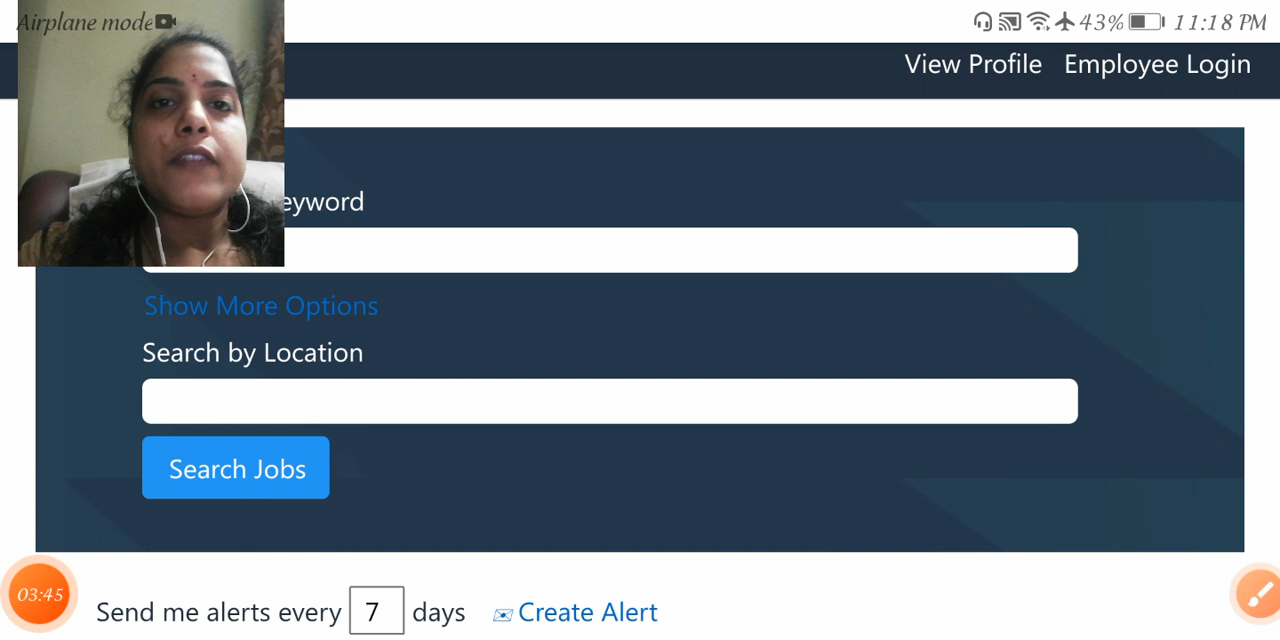 Airplane mode 43% 11:18 PM
View Profile Employee Login
eyword
Show More Options
Search by Location
Search Jobs
03:45
Send me alerts every 7 days Create Alert